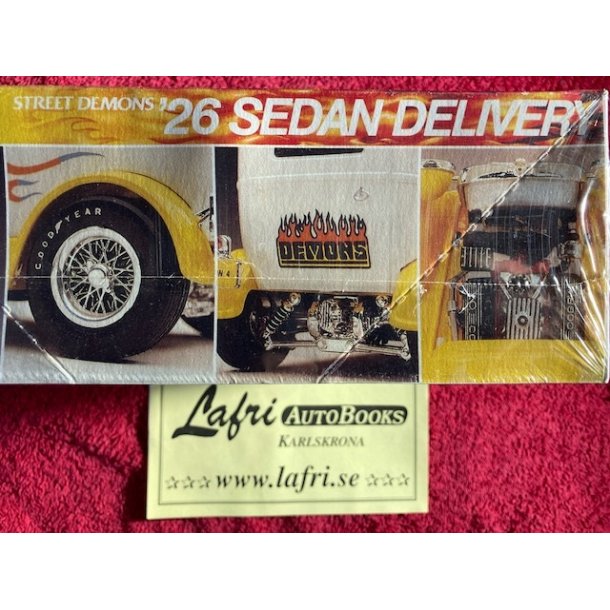 STREET DEMONS '26 SEDAN DELIVERY
GOODYEAR
DEMONS
Lafri AUTOBOOKS
KARLSKRONA
☆☆☆ www.lafri.se ☆☆☆